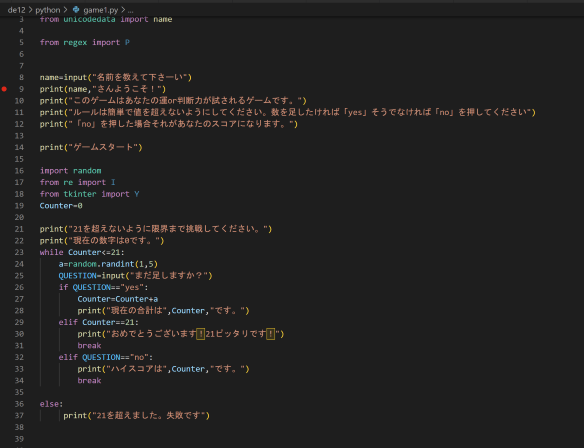 de12 > python > game1.py > ...
3 from unicodedata import name
4
5 from regex import P
6
7
8 name=input("名前を教えて下さーい")
9 print(name,"さんようこそ！")
10 print("このゲームはあなたの運or判断力が試されるゲームです。")
11 print("ルールは簡単で値を超えないようにしてください。数を足したければ「yes」そうでなければ「no」を押してください")
12 print("「no」を押した場合それがあなたのスコアになります。")
13
14 print("ゲームスタート")
15
16 import random
17 from re import I
18 from tkinter import Y
19 Counter=0
20
21 print("21を超えないように限界まで挑戦してください。")
22 print("現在の数字は0です。")
23 while Counter<=21:
24 a=random.randint(1,5)
25 QUESTION=input("まだ足しますか？")
26 if QUESTION=="yes":
27 Counter=Counter+a
28 print("現在の合計は",Counter,"です。")
29 elif Counter==21:
30 print("おめでとうございます！21ピッタリです！")
31 break
32 elif QUESTION=="no":
33 print("ハイスコアは",Counter,"です。")
34 break
35
36 else:
37 print("21を超えました。失敗です")
38
39